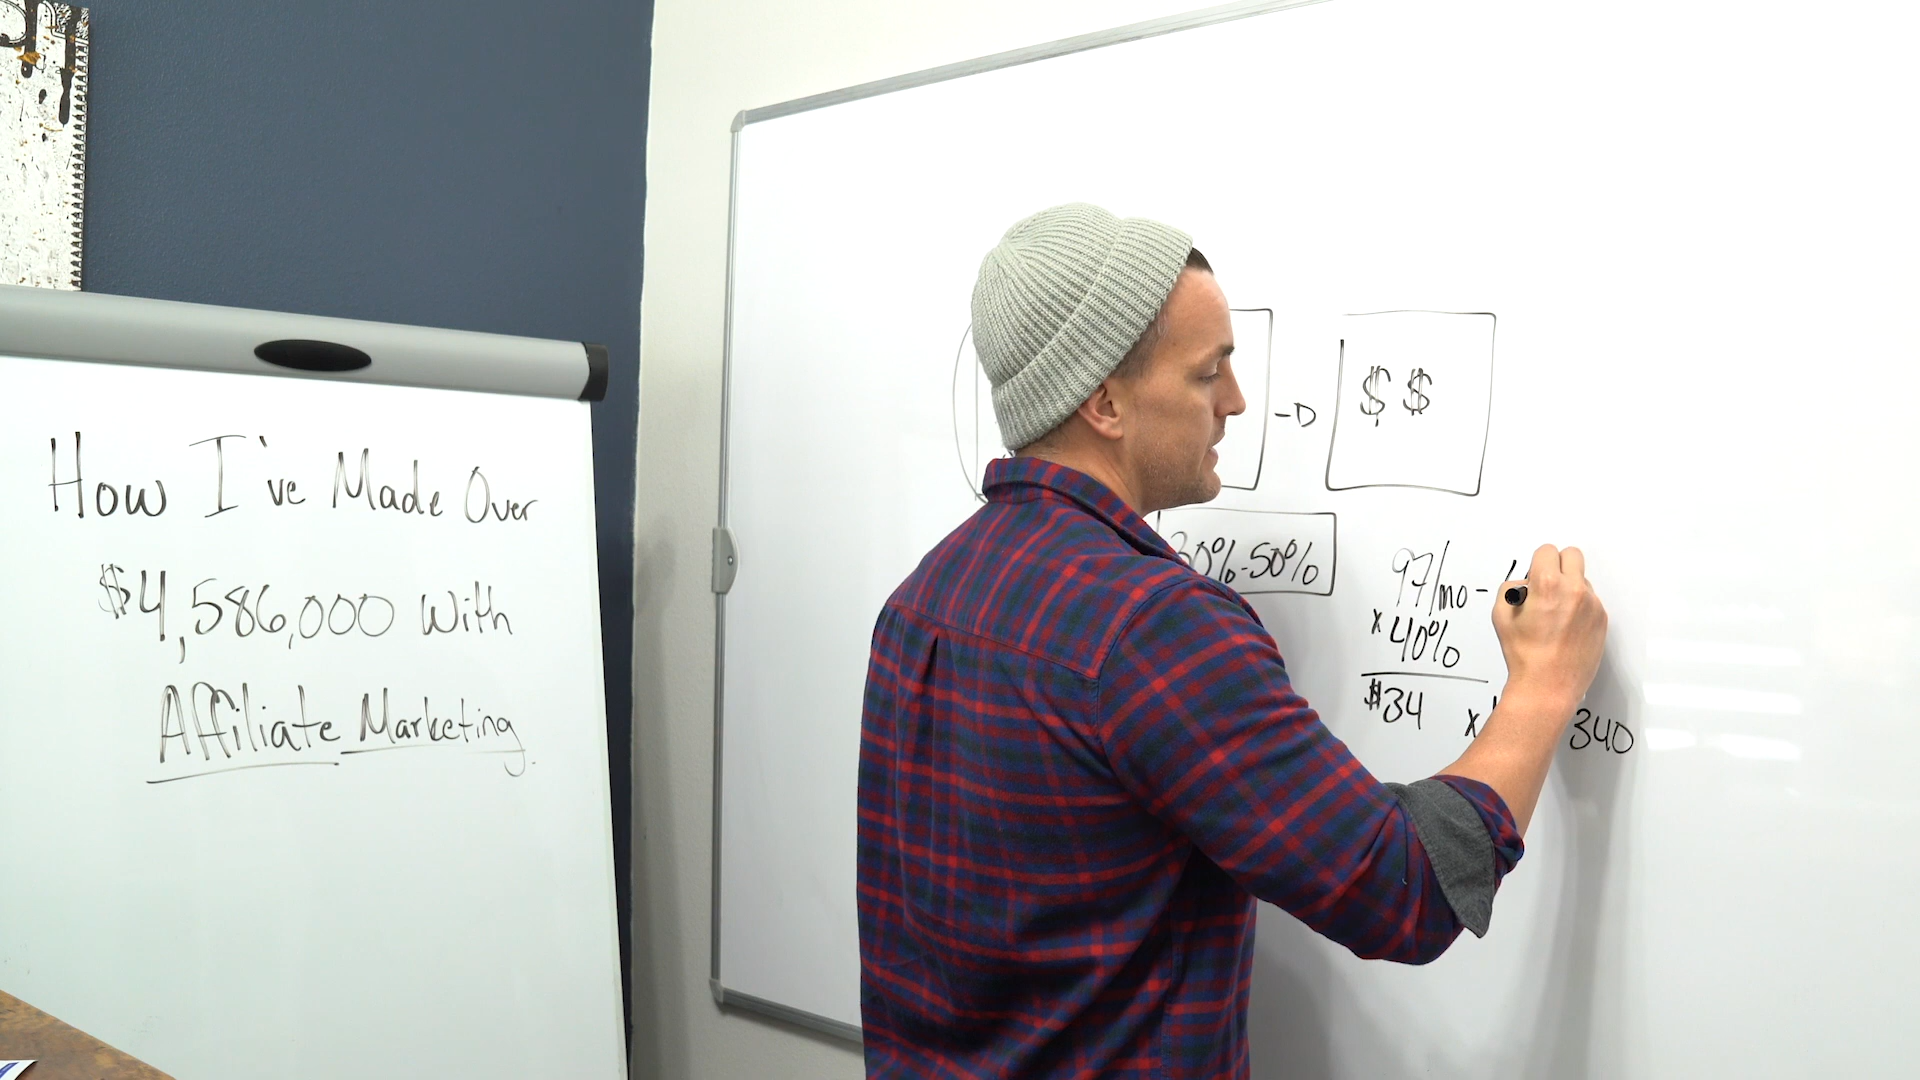 How I've Made Over
$4,586,000 With
Affiliate Marketing.
$ $
30%-50%
97/mo -
x 40%
$34 x
340